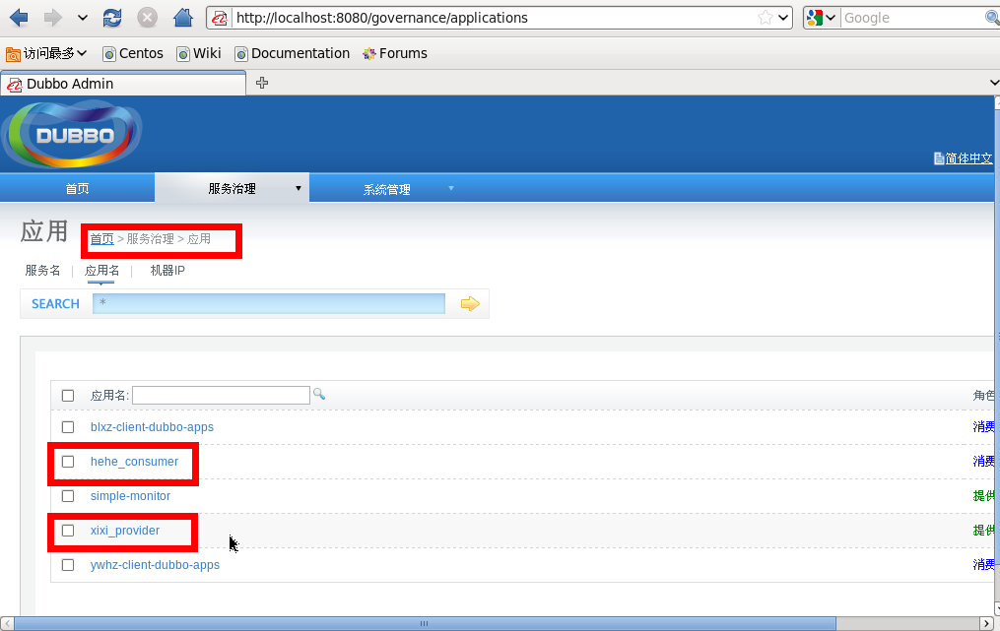 http://localhost:8080/governance/applications
Google
访问最多 Centos Wiki Documentation Forums
Dubbo Admin
DUBBO
简体中文
首页 服务治理 系统管理
应用 首页 > 服务治理 > 应用
服务名 应用名 机器IP
SEARCH *
应用名: 角色
blxz-client-dubbo-apps 消费
hehe_consumer 消费
simple-monitor 提供
xixi_provider 提供
ywhz-client-dubbo-apps 消费